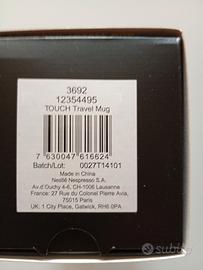 3692
12354495
TOUCH Travel Mug
7 630047 616624
Batch/Lot: 0027T14101
Made in China
Nestlé Nespresso S.A.
Av.d'Ouchy 4-6, CH-1006 Lausanne
France: 27 Rue du Colonel Pierre Avia,
75015 Paris
UK: 1 City Place, Gatwick, RH6 0PA
subito